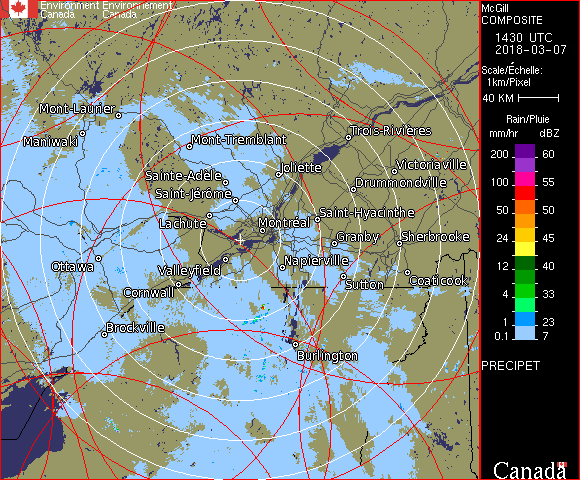 Environment Environnement
Canada Canada
McGill
COMPOSITE
1430 UTC
2018-03-07
Scale/Échelle:
1km/Pixel
40 KM
Rain/Pluie
mm/hr dBZ
200 60
100 55
50 50
24 45
12 40
4 33
1 23
0.1 7
PRECIPET
Canada
Mont-Laurier
Maniwaki
Mont-Tremblant
Trois-Rivières
Sainte-Adèle
Joliette
Victoriaville
Saint-Jérôme
Drummondville
Lachute
Montréal
Saint-Hyacinthe
Granby
Sherbrooke
Ottawa
Valleyfield
Napierville
Cornwall
Sutton
Coaticook
Brockville
Burlington